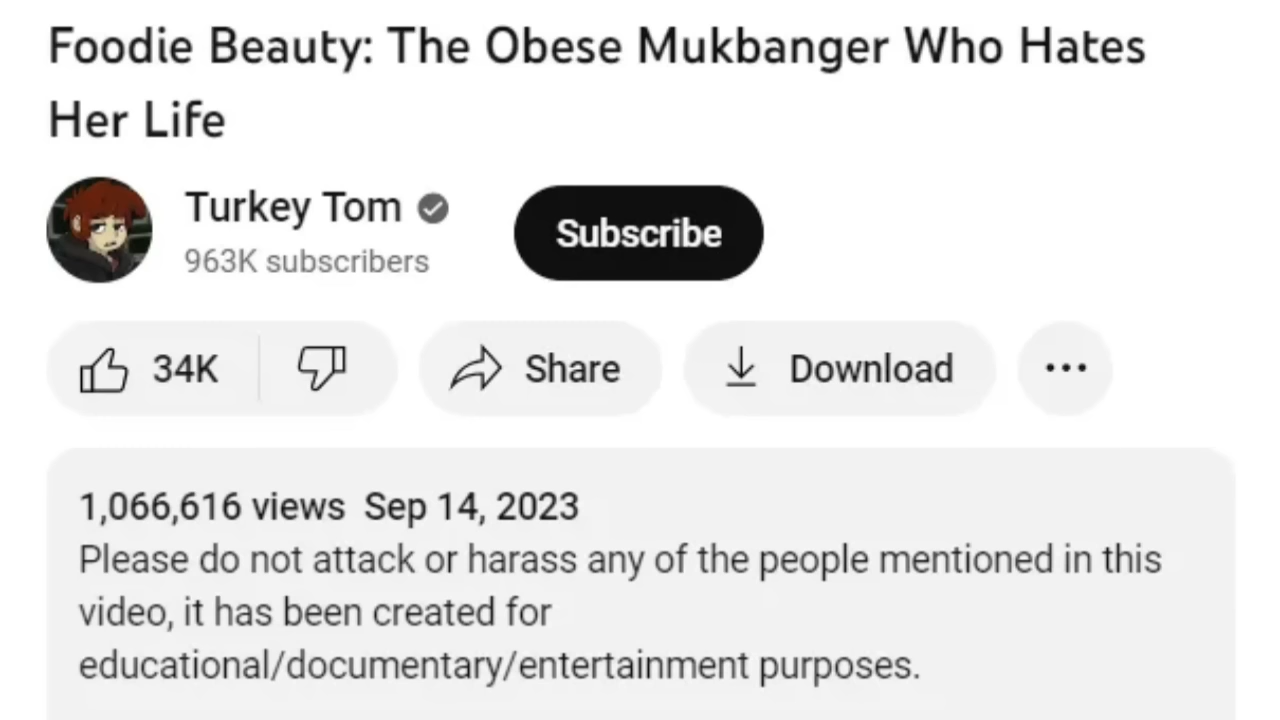 Foodie Beauty: The Obese Mukbanger Who Hates
Her Life
Turkey Tom
963K subscribers
Subscribe
34K
Share
Download
1,066,616 views  Sep 14, 2023
Please do not attack or harass any of the people mentioned in this
video, it has been created for
educational/documentary/entertainment purposes.